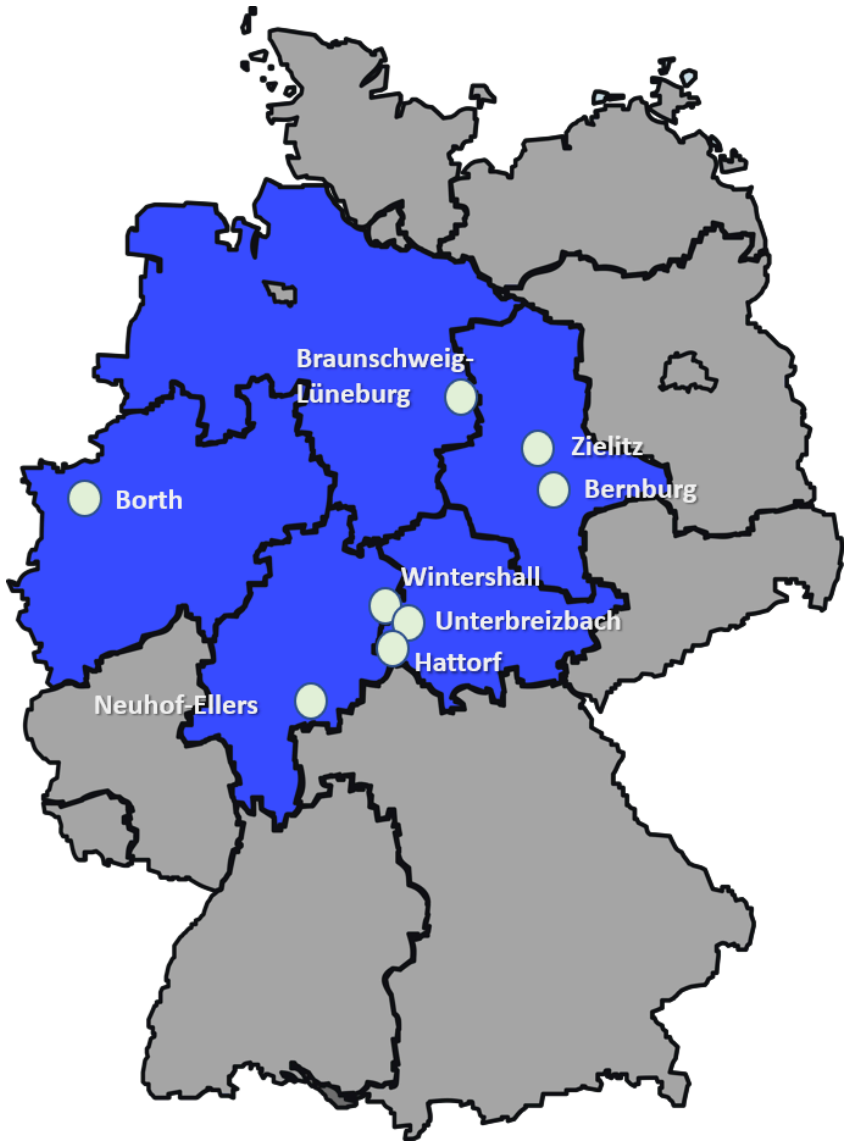 Braunschweig-
Lüneburg
Zielitz
Bernburg
Borth
Wintershall
Unterbreizbach
Hattorf
Neuhof-Ellers